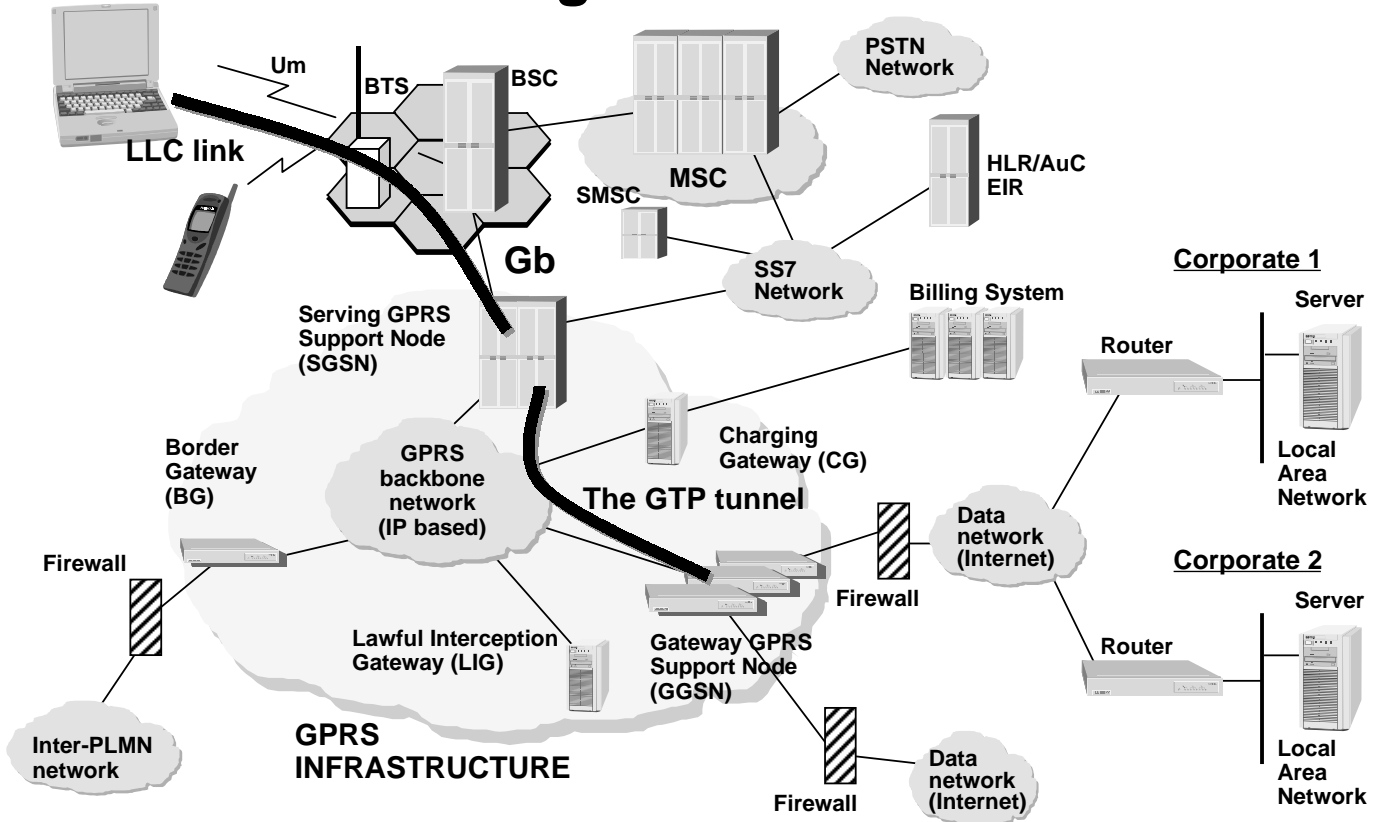 g
Um
BTS
BSC
PSTN
Network
LLC link
MSC
HLR/AuC
EIR
SMSC
Gb
SS7
Network
Corporate 1
Billing System
Server
Serving GPRS
Support Node
(SGSN)
Router
Border
Gateway
(BG)
GPRS
backbone
network
(IP based)
Charging
Gateway (CG)
Local
Area
Network
The GTP tunnel
Data
network
(Internet)
Firewall
Corporate 2
Firewall
Server
Lawful Interception
Gateway (LIG)
Gateway GPRS
Support Node
(GGSN)
Router
GPRS
INFRASTRUCTURE
Inter-PLMN
network
Data
network
(Internet)
Local
Area
Network
Firewall